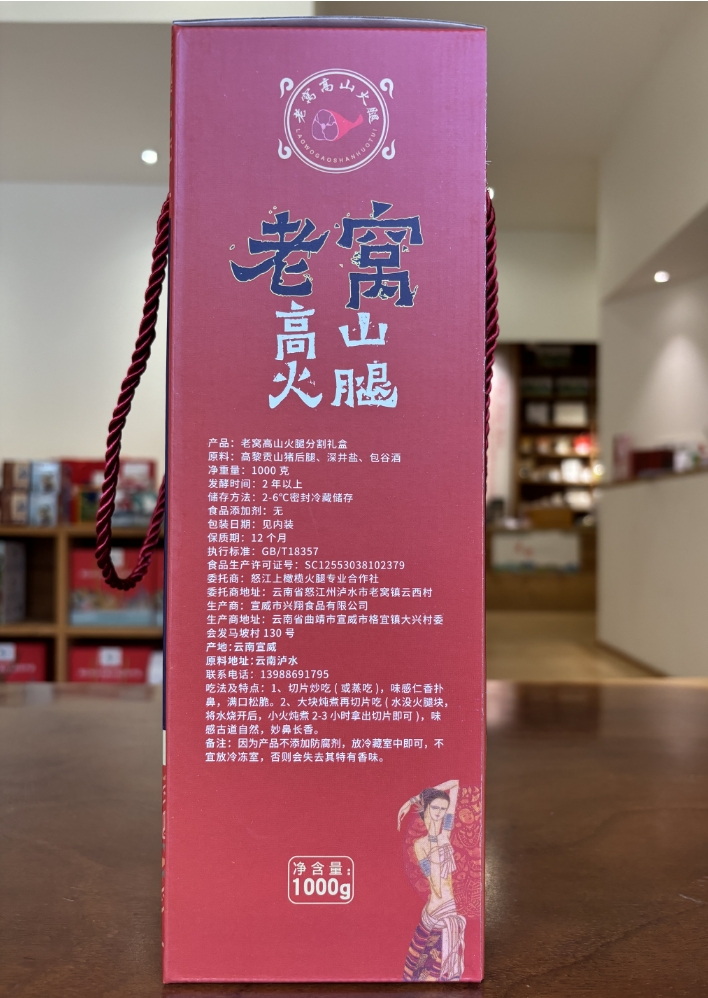 老窝高山火腿
LAOWOGAOSHANHUOTUI
老窝
高山
火腿
产品：老窝高山火腿分割礼盒
原料：高黎贡山猪后腿、深井盐、包谷酒
净重量：1000 克
发酵时间：2 年以上
储存方法：2-6℃密封冷藏储存
食品添加剂：无
包装日期：见内装
保质期：12 个月
执行标准：GB/T18357
食品生产许可证号：SC12553038102379
委托商：怒江上橄榄火腿专业合作社
委托商地址：云南省怒江州泸水市老窝镇云西村
生产商：宣威市兴翔食品有限公司
生产商地址：云南省曲靖市宣威市格宜镇大兴村委
会发马坡村 130 号
产地:云南宣威
原料地址:云南泸水
联系电话：13988691795
吃法及特点：1、切片炒吃 ( 或蒸吃 )，味感仁香扑
鼻，满口松脆。2、大块炖煮再切片吃 ( 水没火腿块，
将水烧开后，小火炖煮 2-3 小时拿出切片即可 )，味
感古道自然，妙鼻长香。
备注：因为产品不添加防腐剂，放冷藏室中即可，不
宜放冷冻室，否则会失去其特有香味。
净含量：
1000g